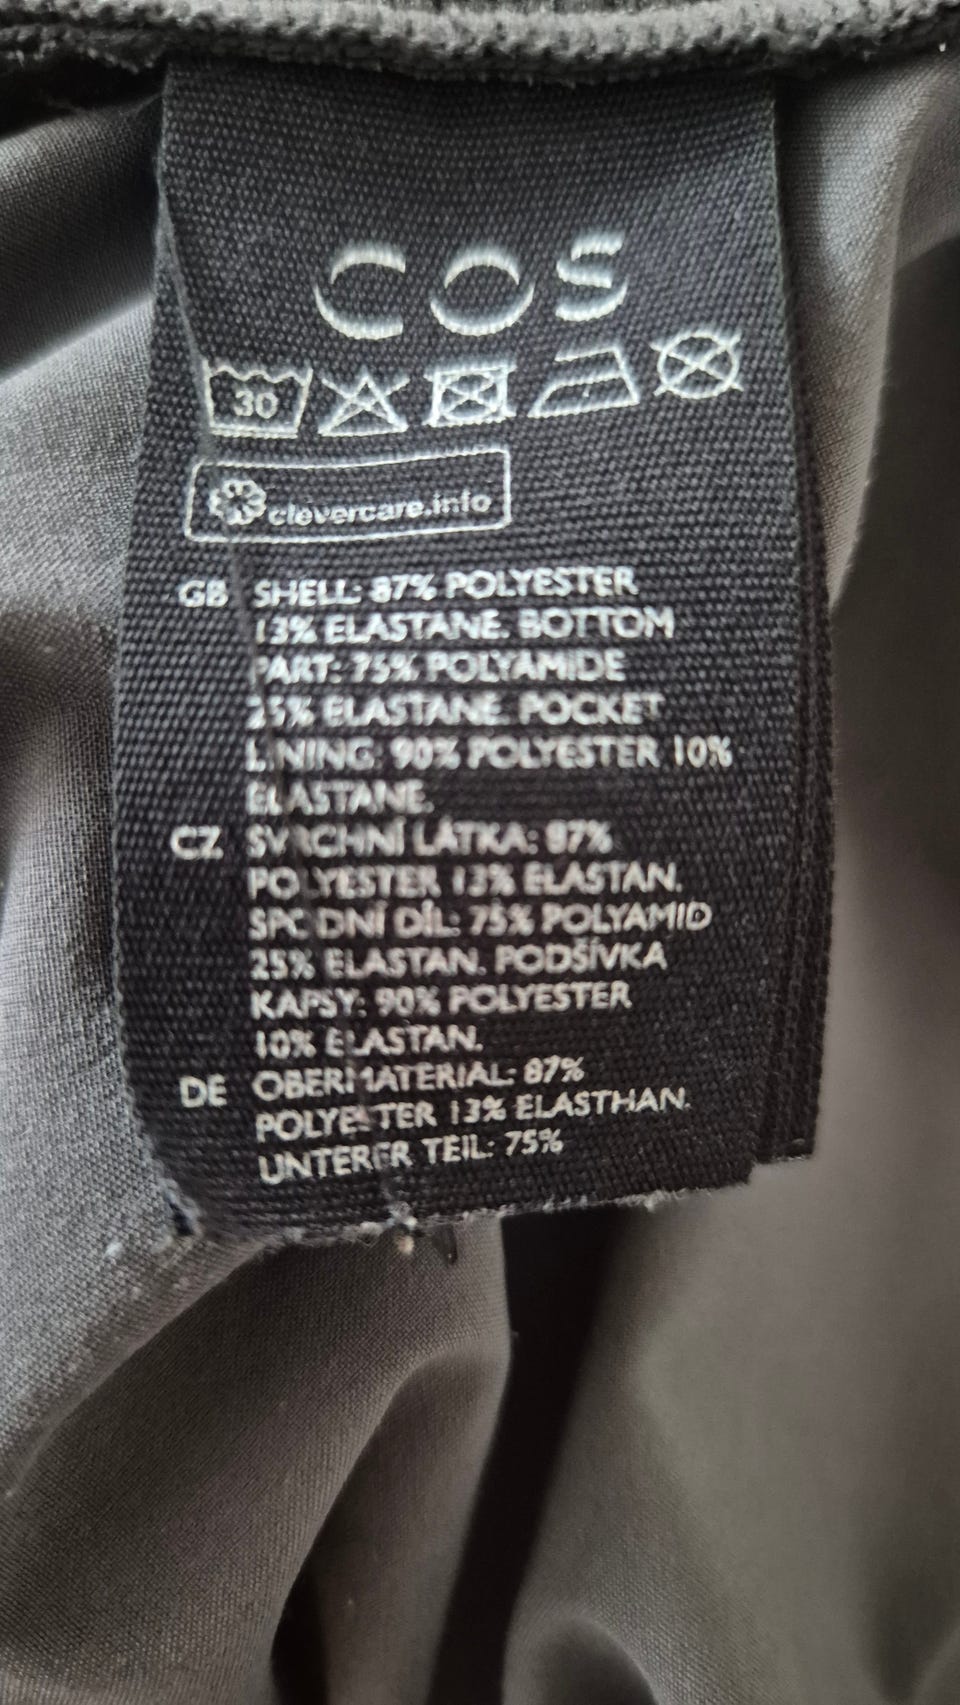 COS
30
clevercare.info
GB SHELL: 87% POLYESTER
13% ELASTANE. BOTTOM
PART: 75% POLYAMIDE
25% ELASTANE. POCKET
LINING: 90% POLYESTER 10%
ELASTANE.
CZ SVRCHNÍ LÁTKA: 87%
POLYESTER 13% ELASTAN.
SPODNÍ DÍL: 75% POLYAMID
25% ELASTAN. PODŠÍVKA
KAPSY: 90% POLYESTER
10% ELASTAN.
DE OBERMATERIAL: 87%
POLYESTER 13% ELASTHAN.
UNTERER TEIL: 75%